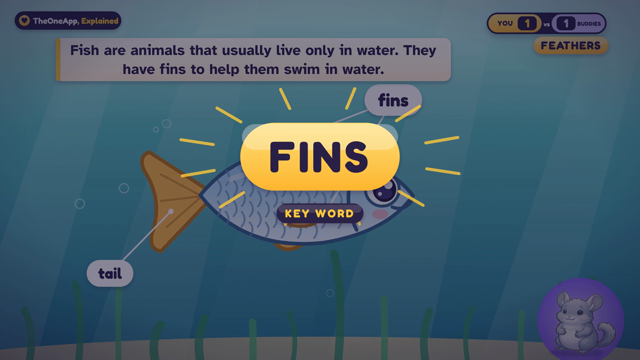 TheOneApp, Explained
YOU 1 vs 1 BUDDIES
FEATHERS
Fish are animals that usually live only in water. They
have fins to help them swim in water.
fins
FINS
KEY WORD
tail